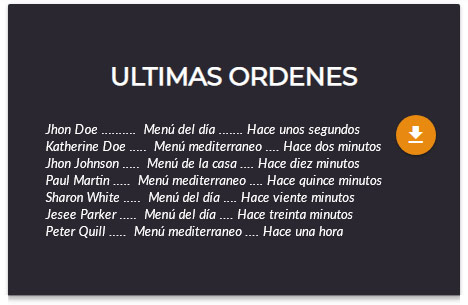 ULTIMAS ORDENES
Jhon Doe .......... Menú del día ....... Hace unos segundos
Katherine Doe ..... Menú mediterraneo .... Hace dos minutos
Jhon Johnson ..... Menú de la casa .... Hace diez minutos
Paul Martin ..... Menú mediterraneo .... Hace quince minutos
Sharon White ..... Menú del día .... Hace viente minutos
Jesee Parker ..... Menú del día .... Hace treinta minutos
Peter Quill ..... Menú mediterraneo .... Hace una hora